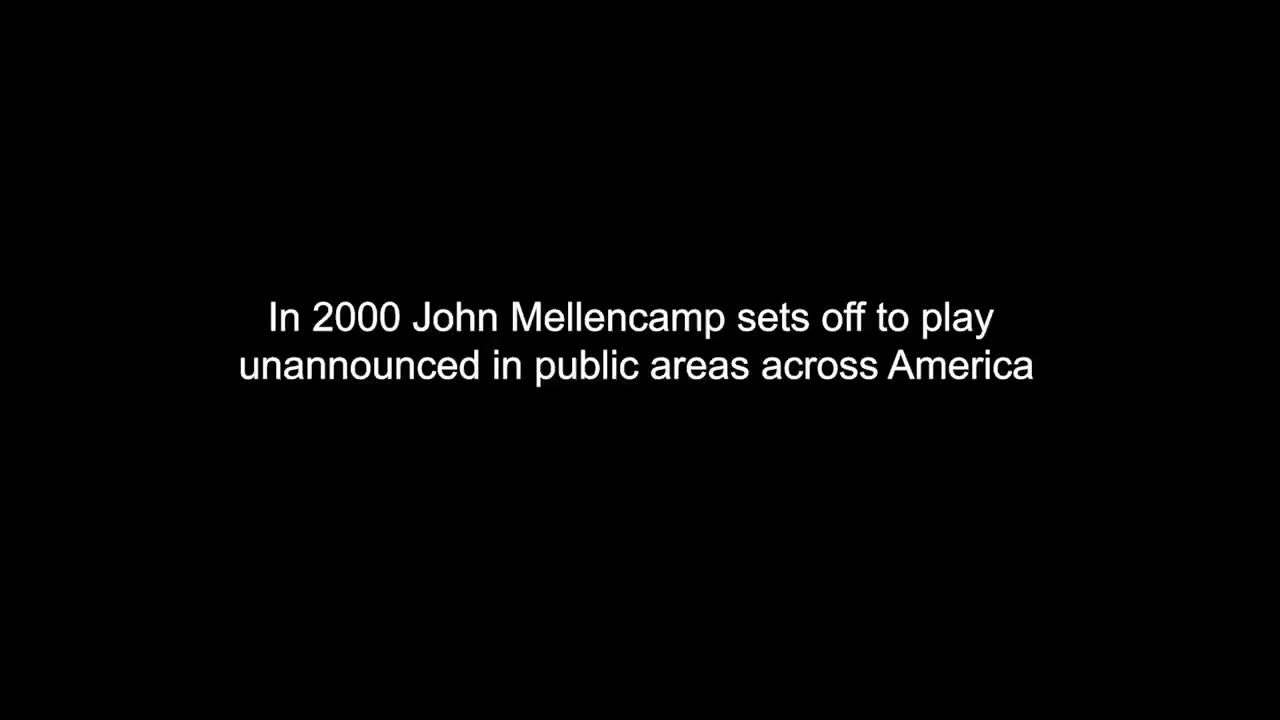 In 2000 John Mellencamp sets off to play
unannounced in public areas across America